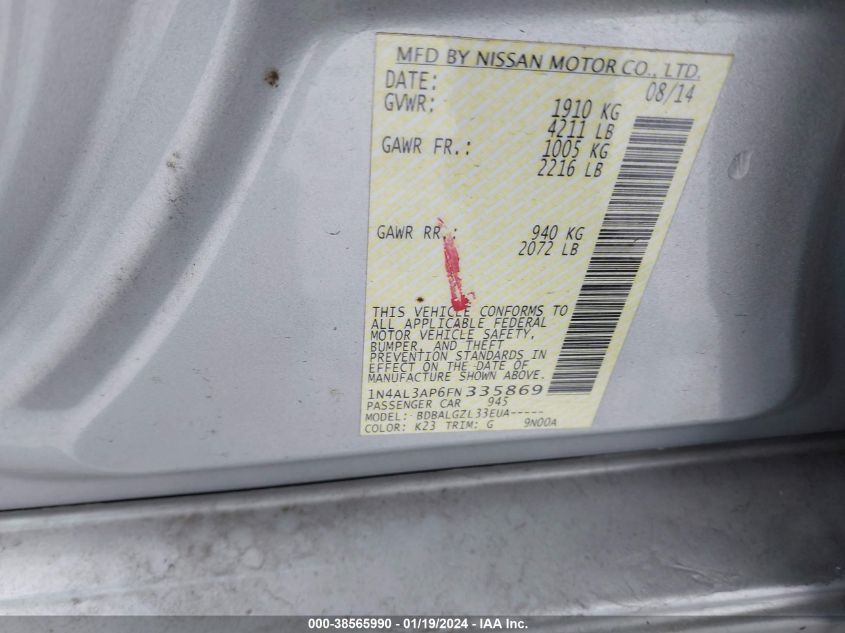 MFD BY NISSAN MOTOR CO., LTD.
DATE: 08/14
GVWR: 1910 KG
4211 LB
GAWR FR.: 1005 KG
2216 LB
GAWR RR.: 940 KG
2072 LB
THIS VEHICLE CONFORMS TO
ALL APPLICABLE FEDERAL
MOTOR VEHICLE SAFETY,
BUMPER, AND THEFT
PREVENTION STANDARDS IN
EFFECT ON THE DATE OF
MANUFACTURE SHOWN ABOVE.
1N4AL3AP6FN335869
PASSENGER CAR 945
MODEL: BDBALGZL33EUA-----
COLOR: K23 TRIM: G 9N00A
000-38565990 - 01/19/2024 - IAA Inc.